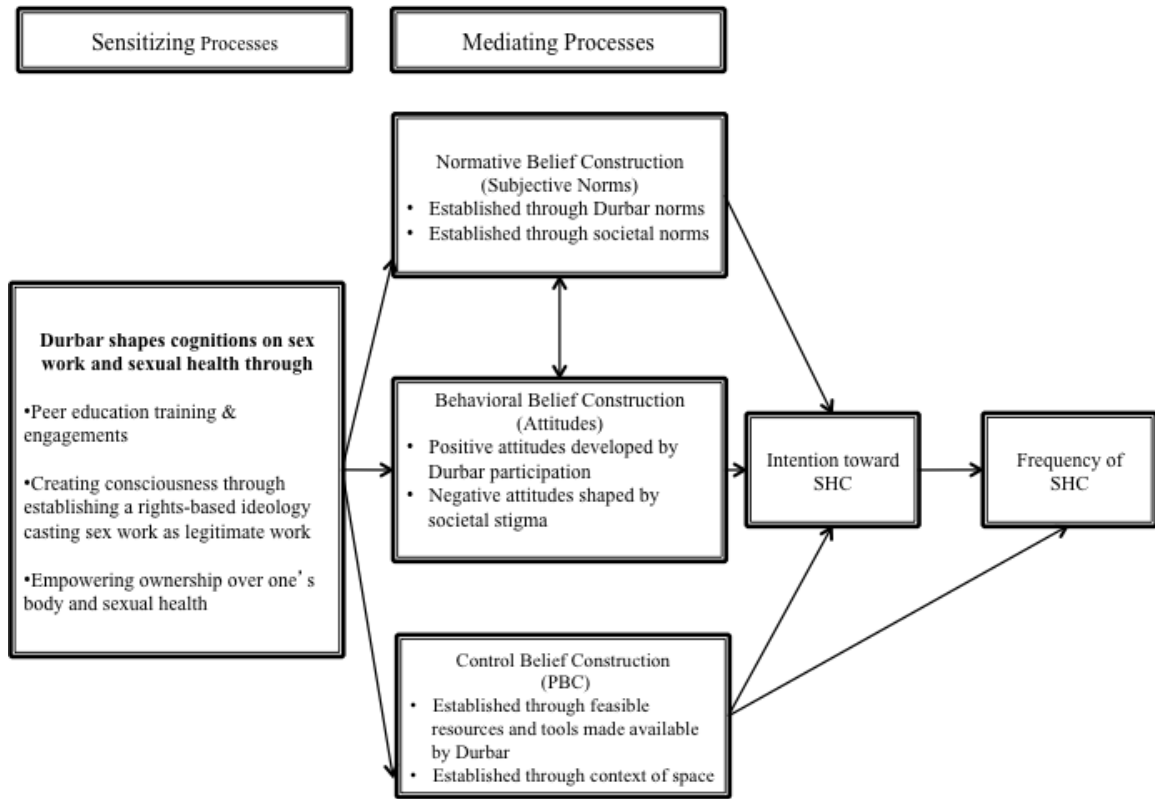 Sensitizing Processes
Mediating Processes
Normative Belief Construction
(Subjective Norms)
• Established through Durbar norms
• Established through societal norms
Durbar shapes cognitions on sex
work and sexual health through
•Peer education training &
engagements
•Creating consciousness through
establishing a rights-based ideology
casting sex work as legitimate work
•Empowering ownership over one's
body and sexual health
Behavioral Belief Construction
(Attitudes)
• Positive attitudes developed by
Durbar participation
• Negative attitudes shaped by
societal stigma
Intention toward
SHC
Frequency of
SHC
Control Belief Construction
(PBC)
• Established through feasible
resources and tools made available
by Durbar
• Established through context of space